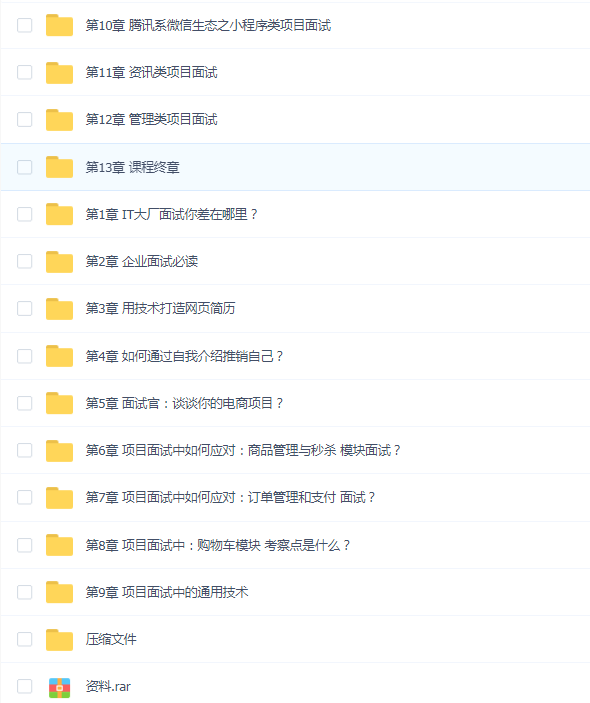 第10章 腾讯系微信生态之小程序类项目面试
第11章 资讯类项目面试
第12章 管理类项目面试
第13章 课程终章
第1章 IT大厂面试你差在哪里？
第2章 企业面试必读
第3章 用技术打造网页简历
第4章 如何通过自我介绍推销自己？
第5章 面试官：谈谈你的电商项目？
第6章 项目面试中如何应对：商品管理与秒杀 模块面试？
第7章 项目面试中如何应对：订单管理和支付 面试？
第8章 项目面试中：购物车模块 考察点是什么？
第9章 项目面试中的通用技术
压缩文件
资料.rar